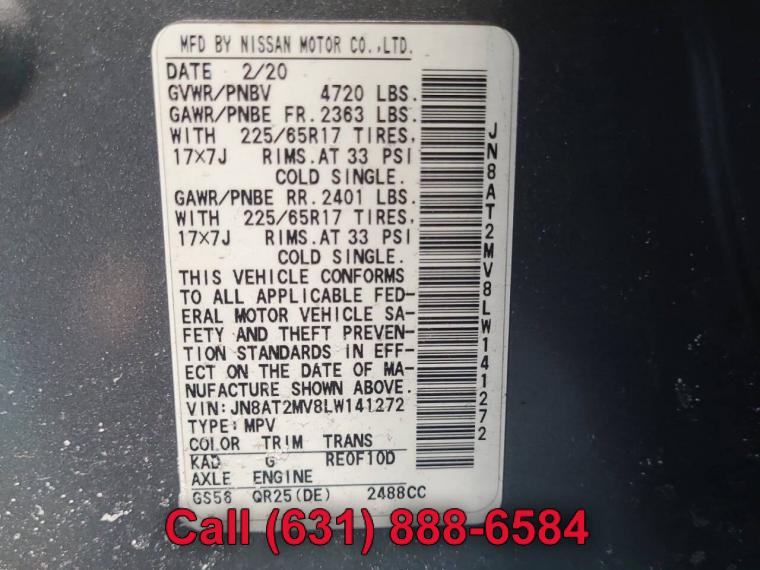 MFD BY NISSAN MOTOR CO.,LTD.
DATE 2/20
GVWR/PNBV 4720 LBS.
GAWR/PNBE FR. 2363 LBS.
WITH 225/65R17 TIRES,
17×7J RIMS. AT 33 PSI
COLD SINGLE.
GAWR/PNBE RR. 2401 LBS.
WITH 225/65R17 TIRES,
17×7J RIMS. AT 33 PSI
COLD SINGLE.
THIS VEHICLE CONFORMS
TO ALL APPLICABLE FED-
ERAL MOTOR VEHICLE SA-
FETY AND THEFT PREVEN-
TION STANDARDS IN EFF-
ECT ON THE DATE OF MA-
NUFACTURE SHOWN ABOVE.
VIN:JN8AT2MV8LW141272
TYPE:MPV
COLOR TRIM TRANS
KAD G RE0F10D
AXLE ENGINE
GS58 QR25(DE) 2488CC
JN8AT2MV8LW141272
Call (631) 888-6584